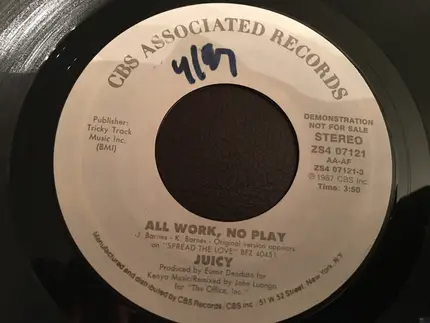 CBS ASSOCIATED RECORDS
4/87
Publisher:
Tricky Track
Music Inc.
(BMI)
DEMONSTRATION
NOT FOR SALE
STEREO
ZS4 07121
AA-AF
ZS4 07121-3
℗ 1987 CBS Inc.
Time: 3:50
ALL WORK, NO PLAY
J. Barnes - K. Barnes - Original version appears
on "SPREAD THE LOVE" BFZ 40451
JUICY
Produced by Eumir Deodato for
Kenya Music/Remixed by John Luongo
for "The Office, Inc."
Manufactured and distributed by CBS Records / CBS Inc. / 51 W. 52 Street, New York, N.Y.